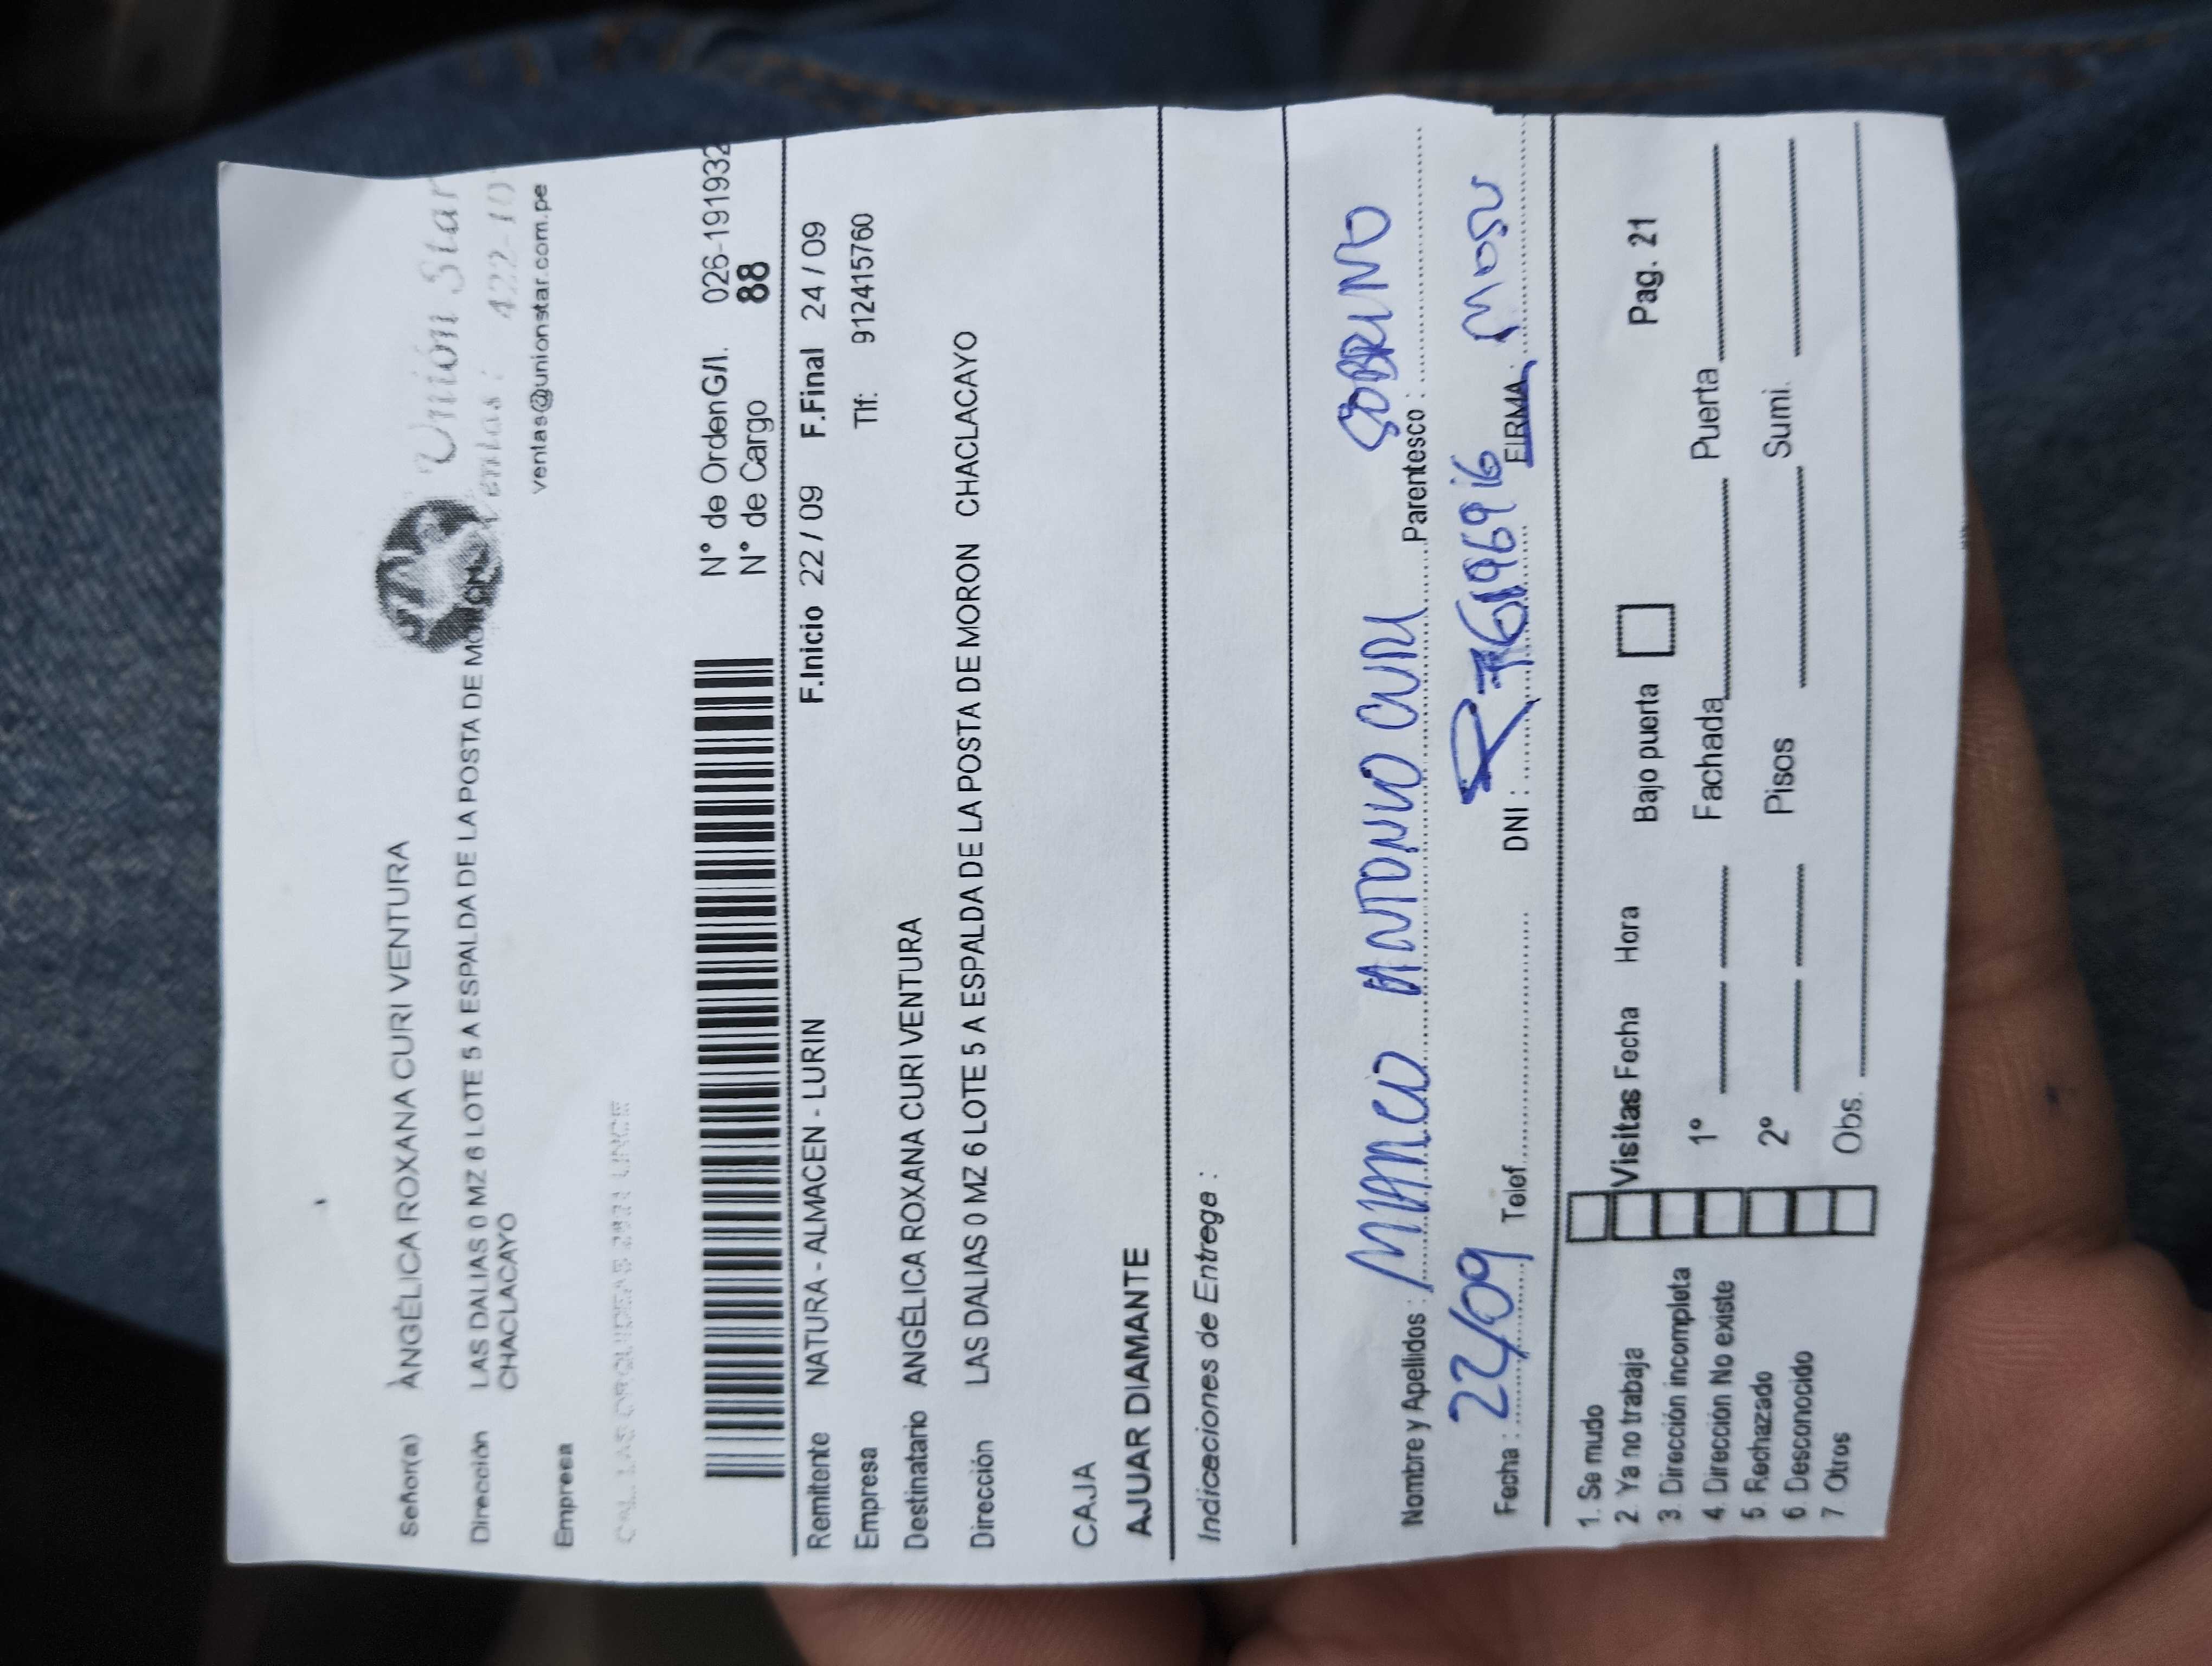 Unión Star
Señor(a) ÀNGÉLICA ROXANA CURI VENTURA
ventas@unionstar.com.pe
Dirección LAS DALIAS 0 MZ 6 LOTE 5 A ESPALDA DE LA POSTA DE
CHACLACAYO
Empresa
N° de Orden G/I. 026-191932
N° de Cargo 88
Remitente NATURA - ALMACEN - LURIN F.Inicio 22 / 09 F.Final 24 / 09
Empresa Tlf: 912415760
Destinatario ANGÉLICA ROXANA CURI VENTURA
Dirección LAS DALIAS 0 MZ 6 LOTE 5 A ESPALDA DE LA POSTA DE MORON CHACLACAYO
CAJA
AJUAR DIAMANTE
Indicaciones de Entrege :
Nombre y Apellidos : MARCO ANTONIO CURI Parentesco : SOBRINO
Fecha : 22/09 Telef. DNI : 76196916 FIRMA :
1. Se mudo
2. Ya no trabaja Visitas Fecha Hora Bajo puerta Pag. 21
3. Dirección incompleta
4. Dirección No existe 1º Fachada Puerta
5. Rechazado
6. Desconocido 2º Pisos Sumi.
7 Otros Obs.